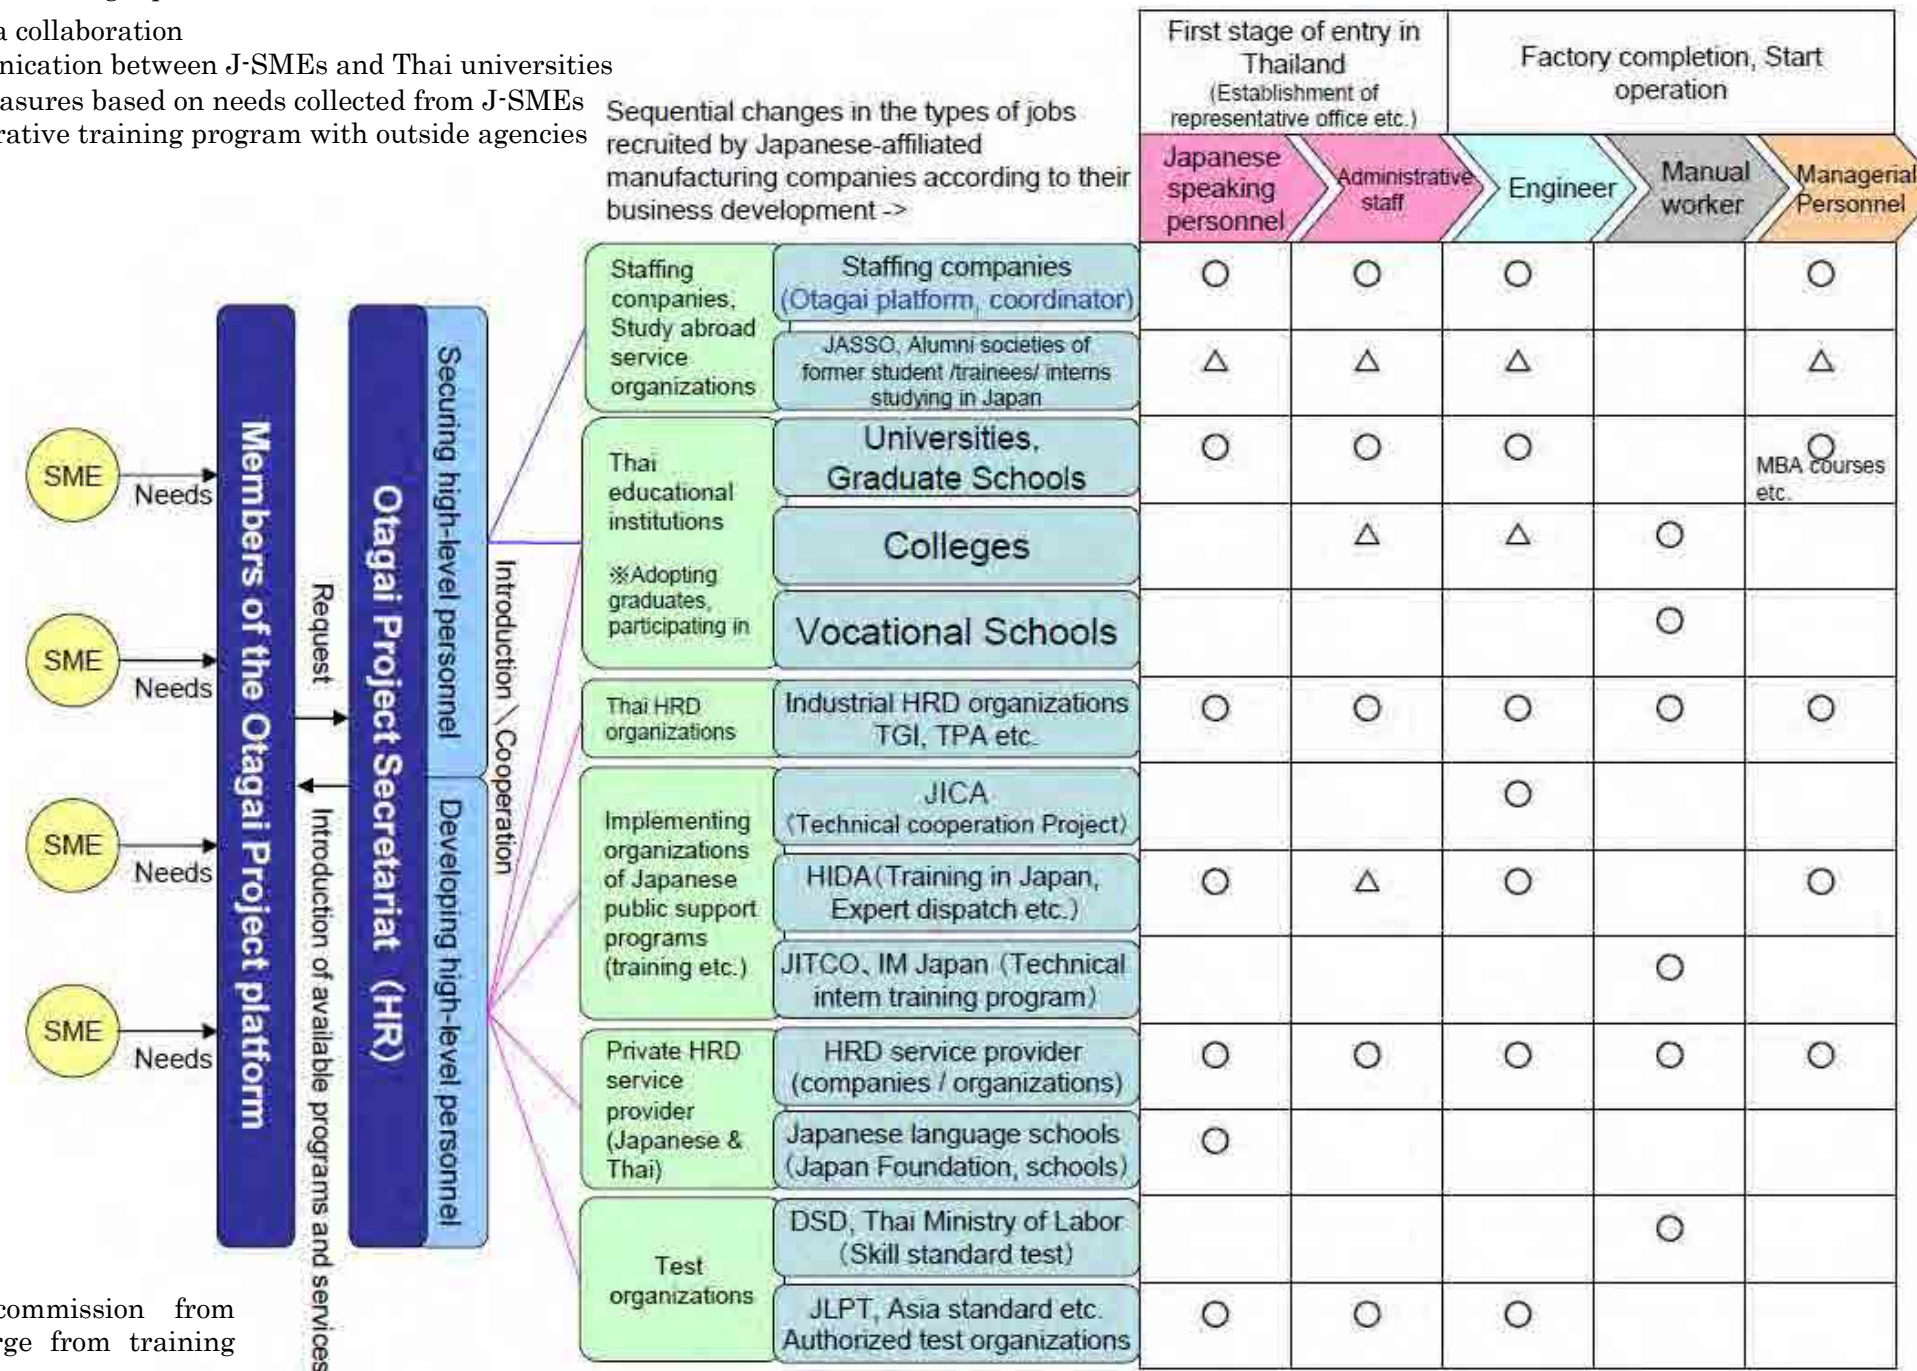 a collaboration
nication between J-SMEs and Thai universities
easures based on needs collected from J-SMEs
rative training program with outside agencies
Sequential changes in the types of jobs
recruited by Japanese-affiliated
manufacturing companies according to their
business development ->
First stage of entry in
Thailand
(Establishment of
representative office etc.)
Factory completion, Start
operation
Japanese
speaking
personnel
Administrative
staff
Engineer
Manual
worker
Managerial
Personnel
SME
Needs
SME
Needs
SME
Needs
SME
Needs
Members of the Otagai Project platform
Request
Introduction of available programs and services
Otagai Project Secretariat (HR)
Securing high-level personnel
Developing high-level personnel
Introduction \ Cooperation
Staffing
companies,
Study abroad
service
organizations
Staffing companies
(Otagai platform, coordinator)
○ ○ ○ ○
JASSO, Alumni societies of
former student /trainees/ interns
studying in Japan
△ △ △ △
Thai
educational
institutions
※Adopting
graduates,
participating in
Universities,
Graduate Schools
○ ○ ○ ○
MBA courses
etc.
Colleges
△ △ ○
Vocational Schools
○
Thai HRD
organizations
Industrial HRD organizations
TGI, TPA etc.
○ ○ ○ ○ ○
Implementing
organizations
of Japanese
public support
programs
(training etc.)
JICA
(Technical cooperation Project)
○
HIDA(Training in Japan,
Expert dispatch etc.)
○ △ ○ ○
JITCO、IM Japan (Technical
intern training program)
○
Private HRD
service
provider
(Japanese &
Thai)
HRD service provider
(companies / organizations)
○ ○ ○ ○ ○
Japanese language schools
(Japan Foundation, schools)
○
Test
organizations
DSD, Thai Ministry of Labor
(Skill standard test)
○
JLPT, Asia standard etc.
Authorized test organizations
○ ○ ○
commission from
rge from training